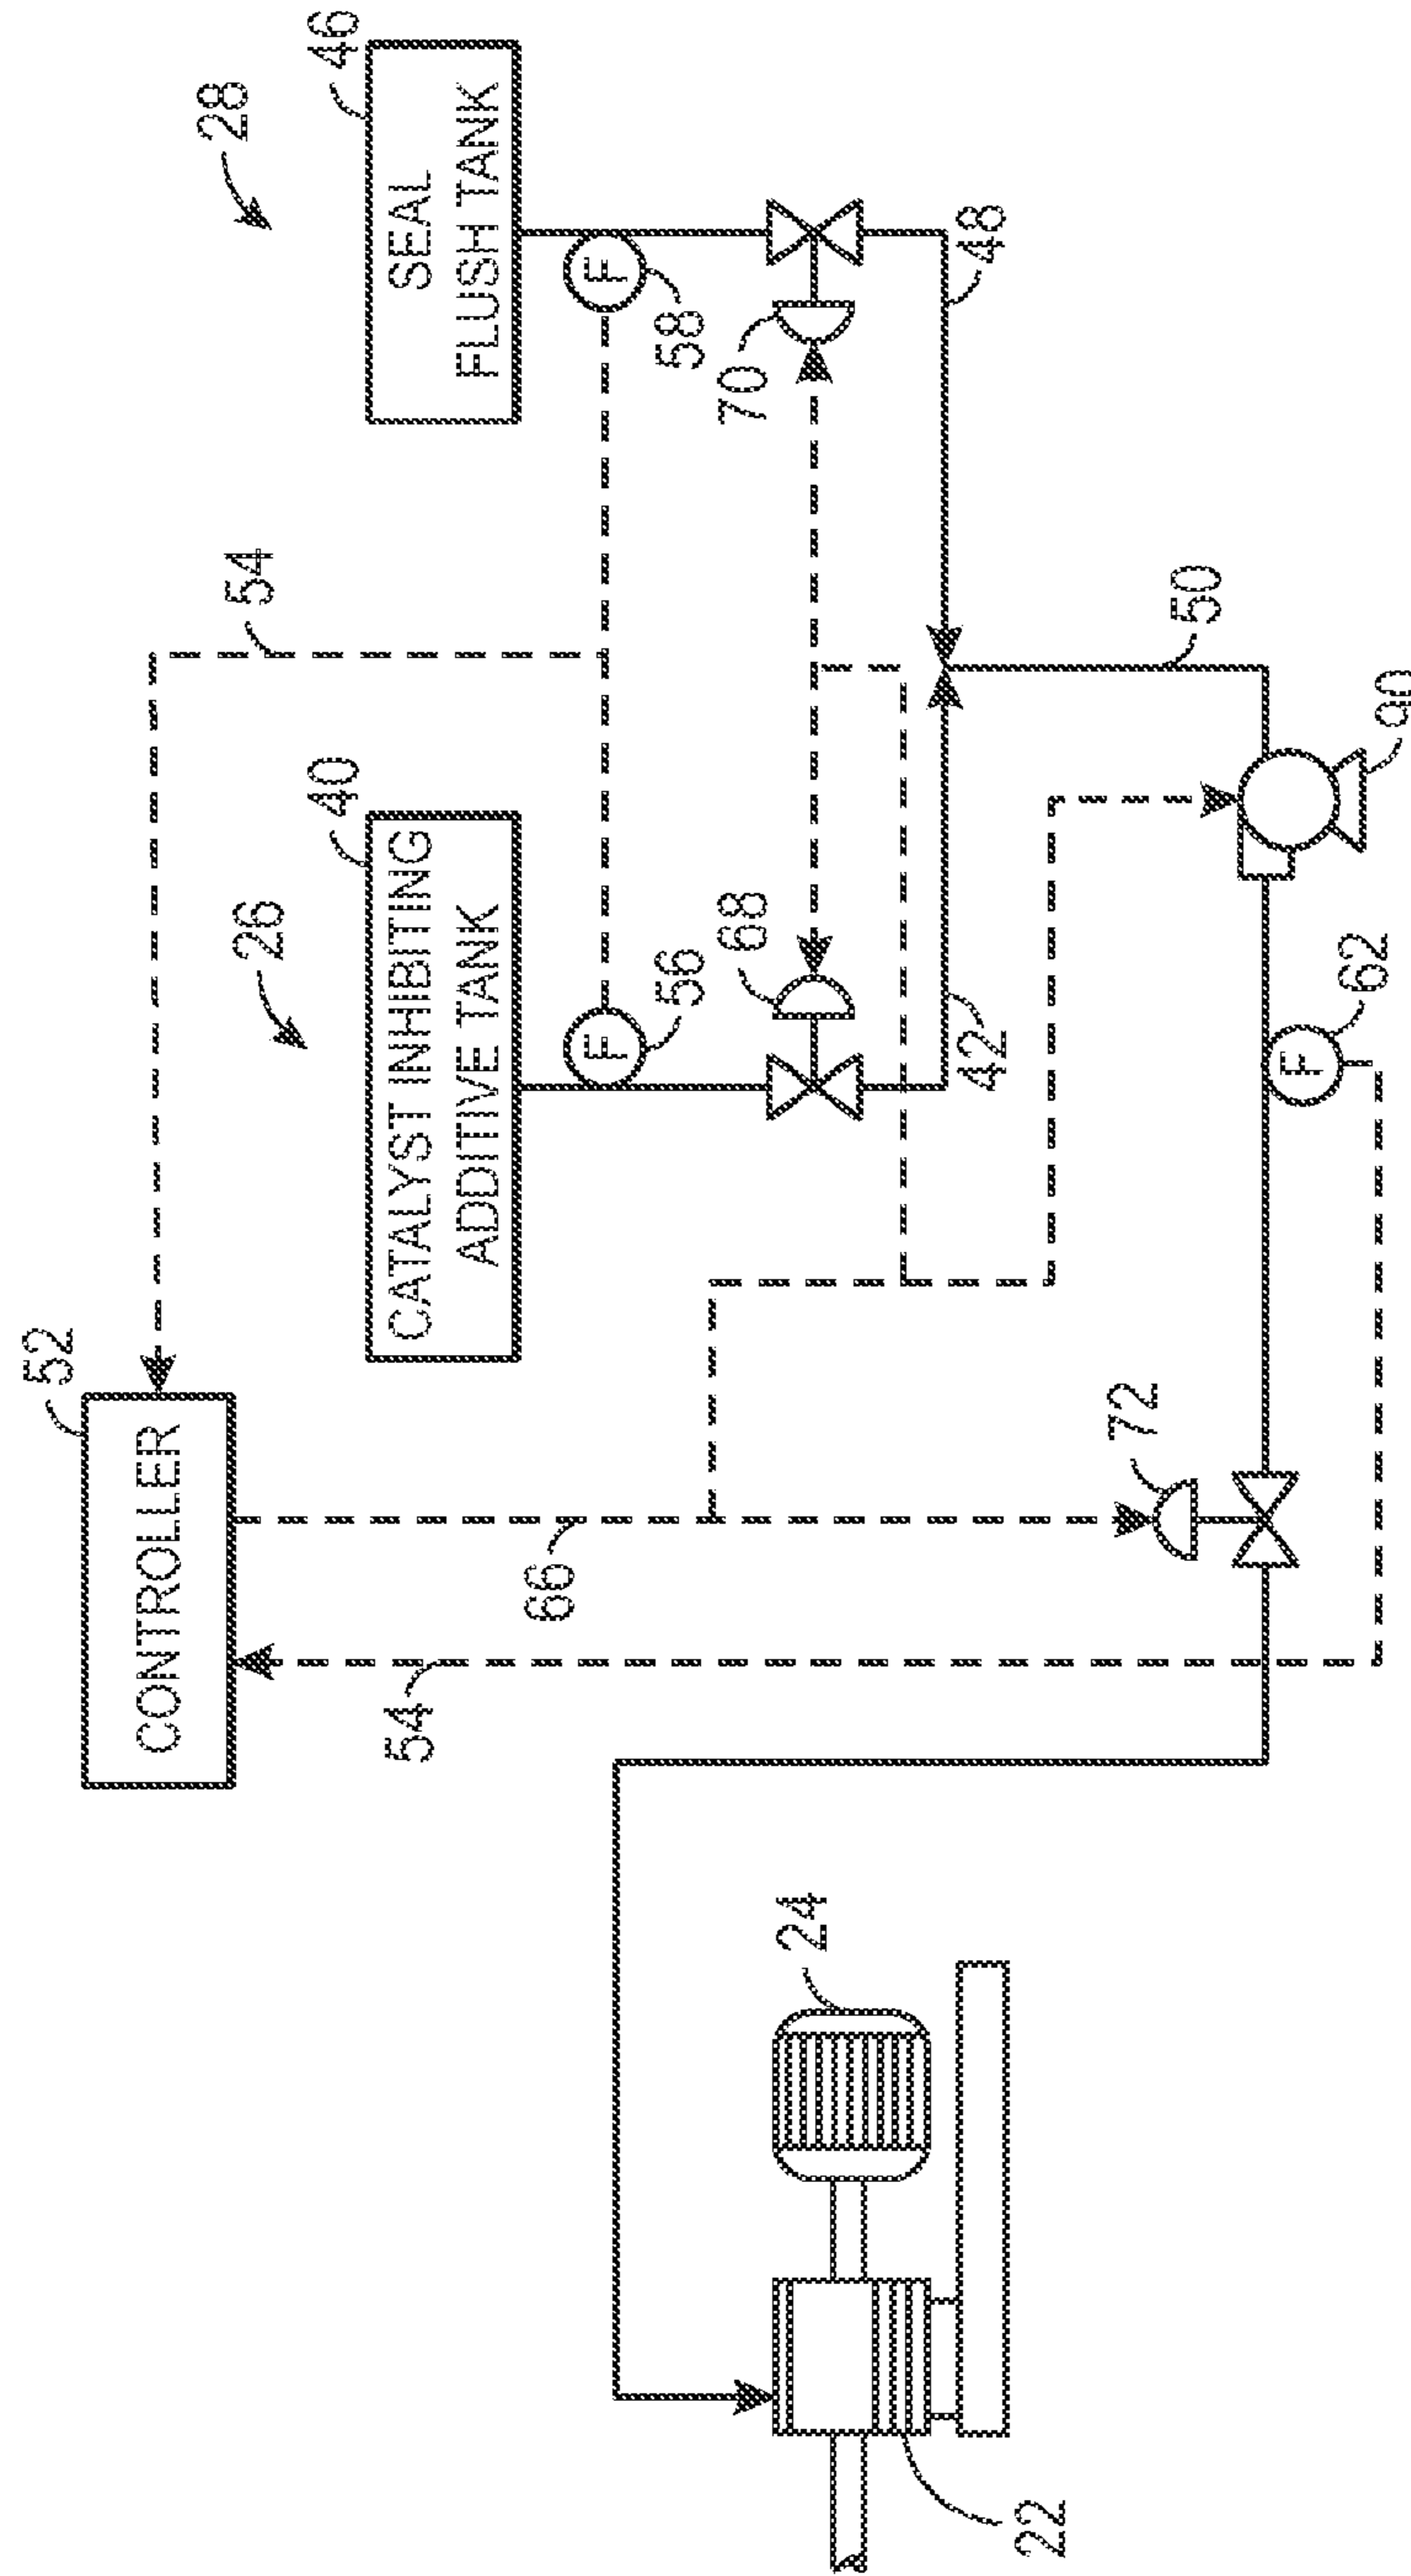 52
CONTROLLER
28
54
26
40
46
CATALYST INHIBITING
ADDITIVE TANK
SEAL
FLUSH TANK
54
66
F
56
F
58
68
70
24
42
48
22
72
50
F
62
90